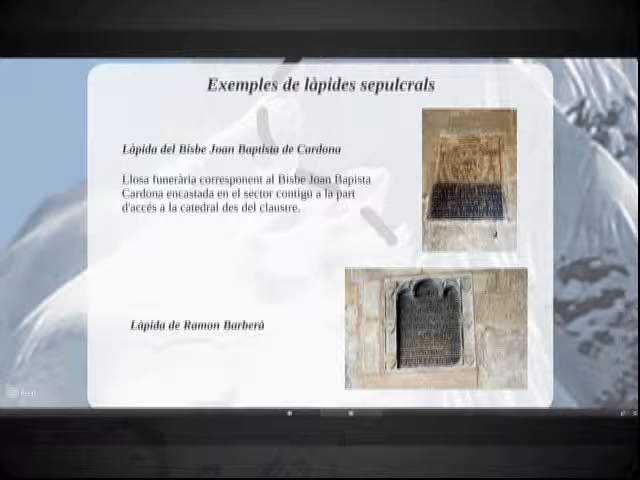 Exemples de làpides sepulcrals
Làpida del Bisbe Joan Baptista de Cardona
Llosa funerària corresponent al Bisbe Joan Bapista
Cardona encastada en el sector contigu a la part
d'accés a la catedral des del claustre.
Làpida de Ramon Barberà